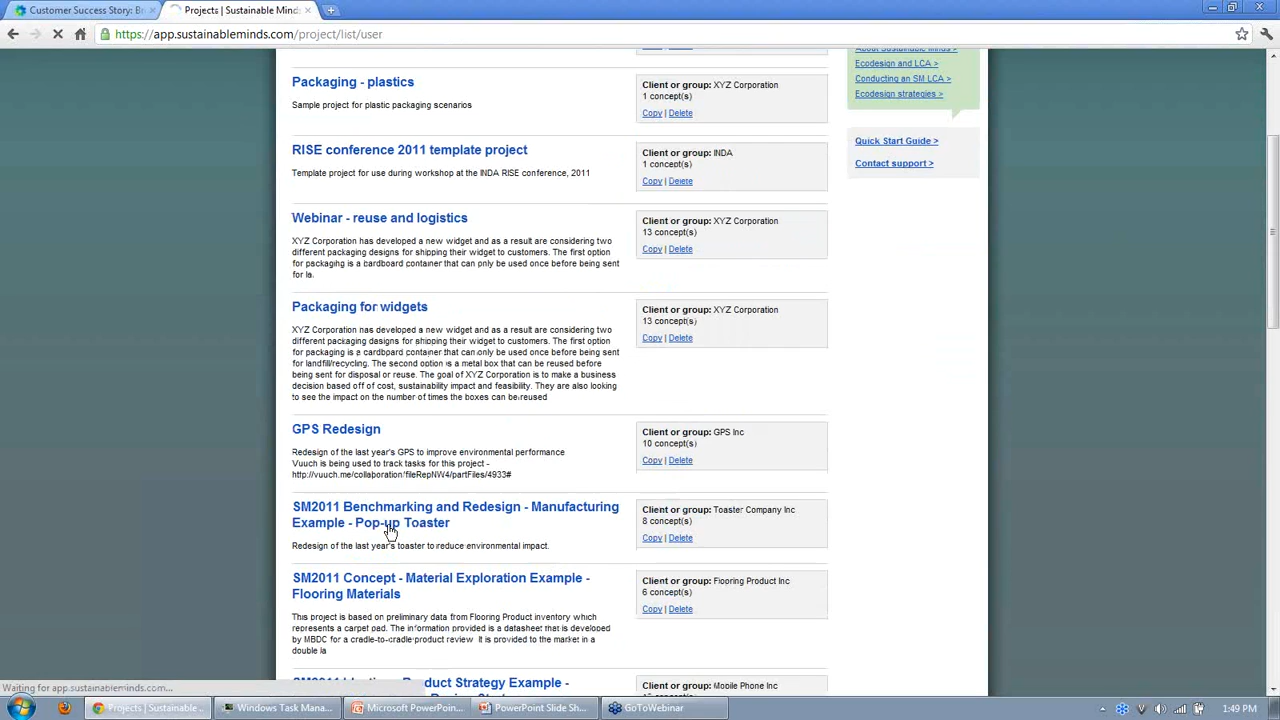 Customer Success Story: B
Projects | Sustainable Mind
https://app.sustainableminds.com/project/list/user
About Sustainable Minds >
Ecodesign and LCA >
Conducting an SM LCA >
Ecodesign strategies >
Quick Start Guide >
Contact support >
Packaging - plastics
Sample project for plastic packaging scenarios
Client or group: XYZ Corporation
1 concept(s)
Copy | Delete
RISE conference 2011 template project
Template project for use during workshop at the INDA RISE conference, 2011
Client or group: INDA
1 concept(s)
Copy | Delete
Webinar - reuse and logistics
XYZ Corporation has developed a new widget and as a result are considering two
different packaging designs for shipping their widget to customers. The first option
for packaging is a cardboard container that can only be used once before being sent
for la.
Client or group: XYZ Corporation
13 concept(s)
Copy | Delete
Packaging for widgets
XYZ Corporation has developed a new widget and as a result are considering two
different packaging designs for shipping their widget to customers. The first option
for packaging is a cardboard container that can only be used once before being sent
for landfill/recycling. The second option is a metal box that can be reused before
being sent for disposal or reuse. The goal of XYZ Corporation is to make a business
decision based off of cost, sustainability impact and feasibility. They are also looking
to see the impact on the number of times the boxes can be reused
Client or group: XYZ Corporation
13 concept(s)
Copy | Delete
GPS Redesign
Redesign of the last year's GPS to improve environmental performance
Vuuch is being used to track tasks for this project -
http://vuuch.me/collaboration/fileRepNW4/partFiles/4933#
Client or group: GPS Inc
10 concept(s)
Copy | Delete
SM2011 Benchmarking and Redesign - Manufacturing
Example - Pop-up Toaster
Redesign of the last year's toaster to reduce environmental impact.
Client or group: Toaster Company Inc
8 concept(s)
Copy | Delete
SM2011 Concept - Material Exploration Example -
Flooring Materials
This project is based on preliminary data from Flooring Product inventory which
represents a carpet pad. The information provided is a datasheet that is developed
by MBDC for a cradle-to-cradle product review. It is provided to the market in a
double la
Client or group: Flooring Product Inc
6 concept(s)
Copy | Delete
Product Strategy Example -
Client or group: Mobile Phone Inc
Waiting for app.sustainableminds.com...
Projects | Sustainable ...
Windows Task Mana...
Microsoft PowerPoin...
PowerPoint Slide Sh...
GoToWebinar
1:49 PM